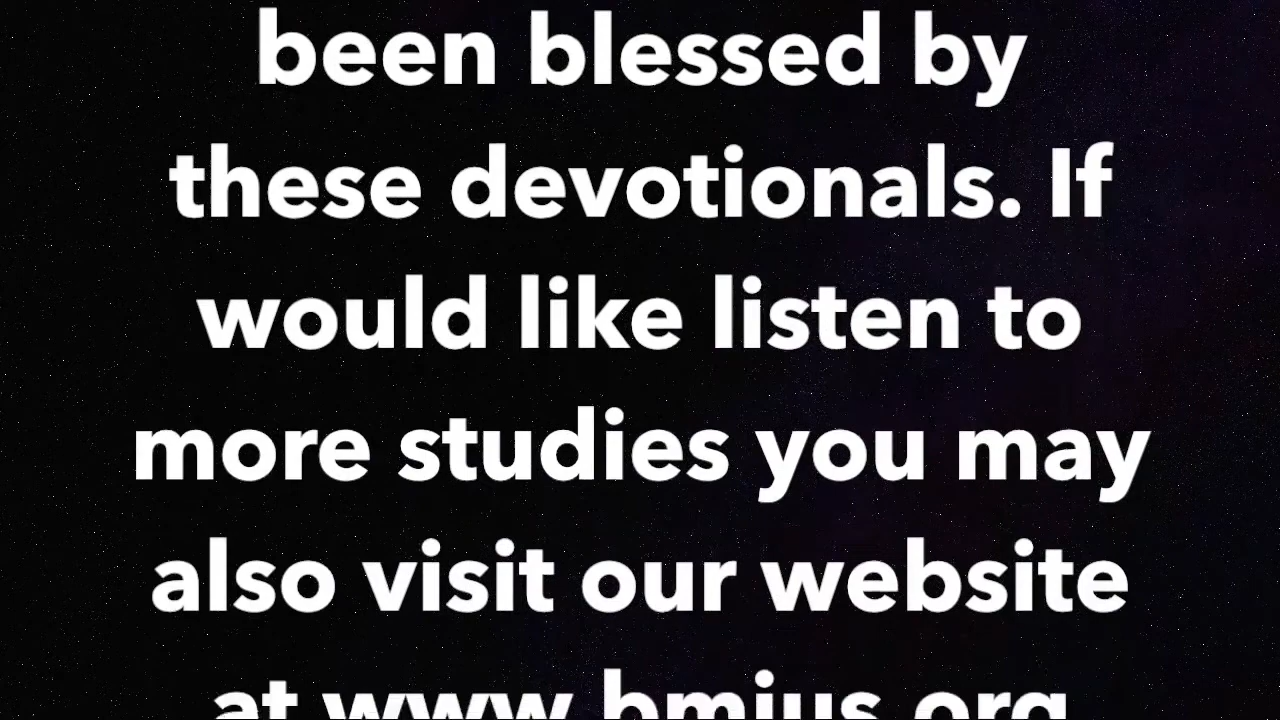 been blessed by
these devotionals. If
would like listen to
more studies you may
also visit our website
at www.bmius.org